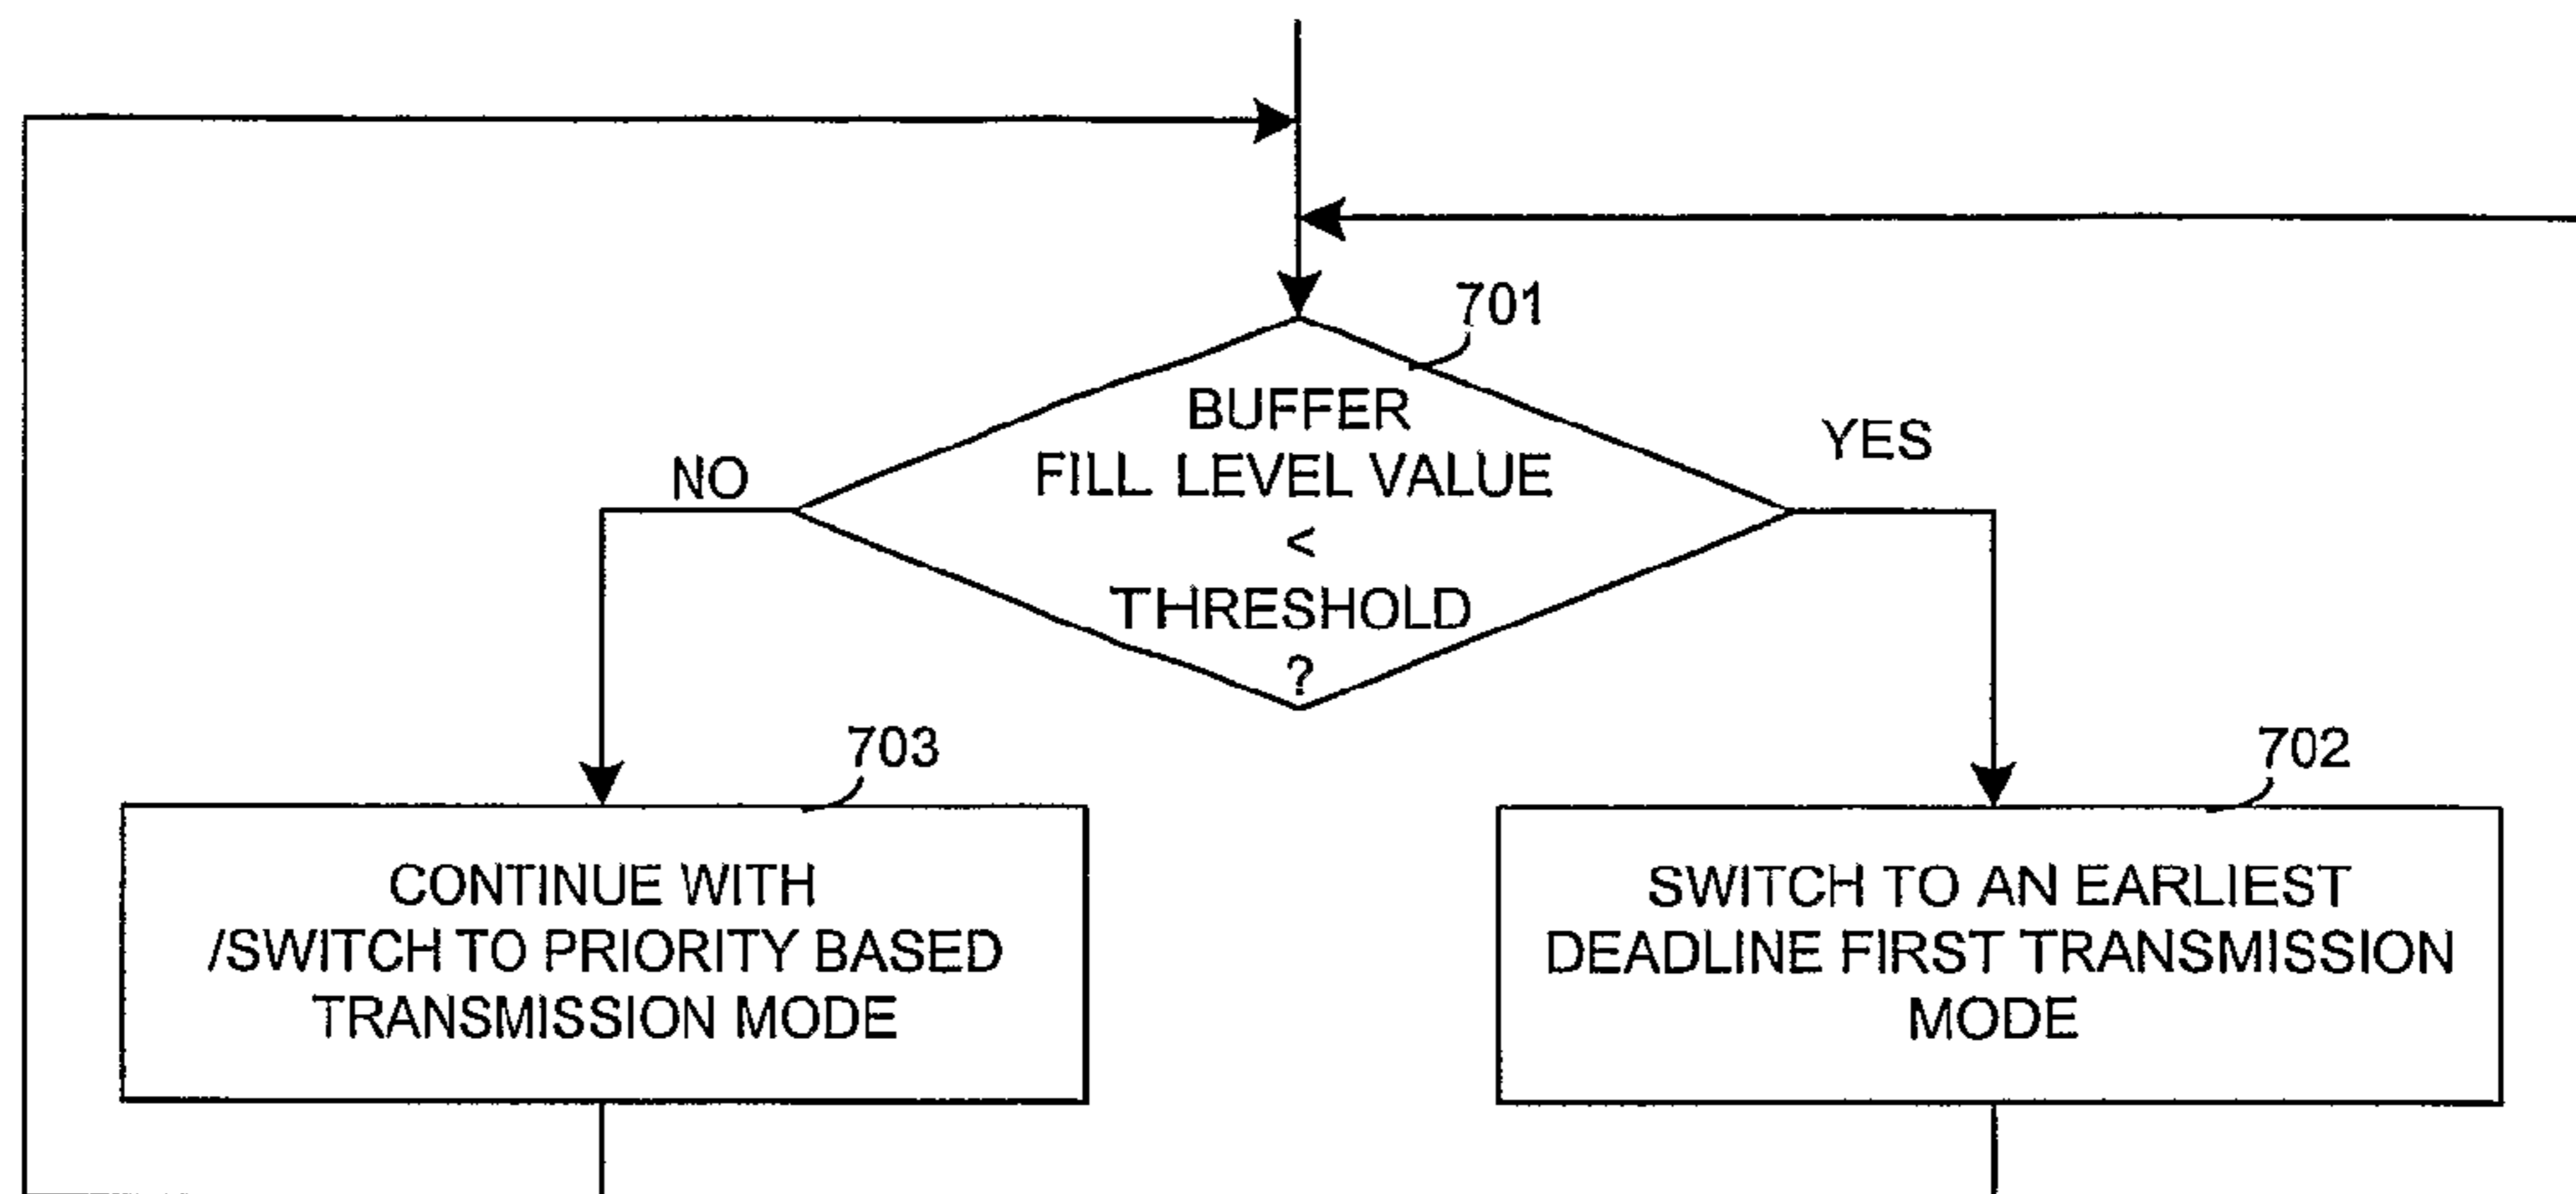 701
BUFFER
FILL LEVEL VALUE
<
THRESHOLD
?
NO
YES
703
CONTINUE WITH
/SWITCH TO PRIORITY BASED
TRANSMISSION MODE
702
SWITCH TO AN EARLIEST
DEADLINE FIRST TRANSMISSION
MODE